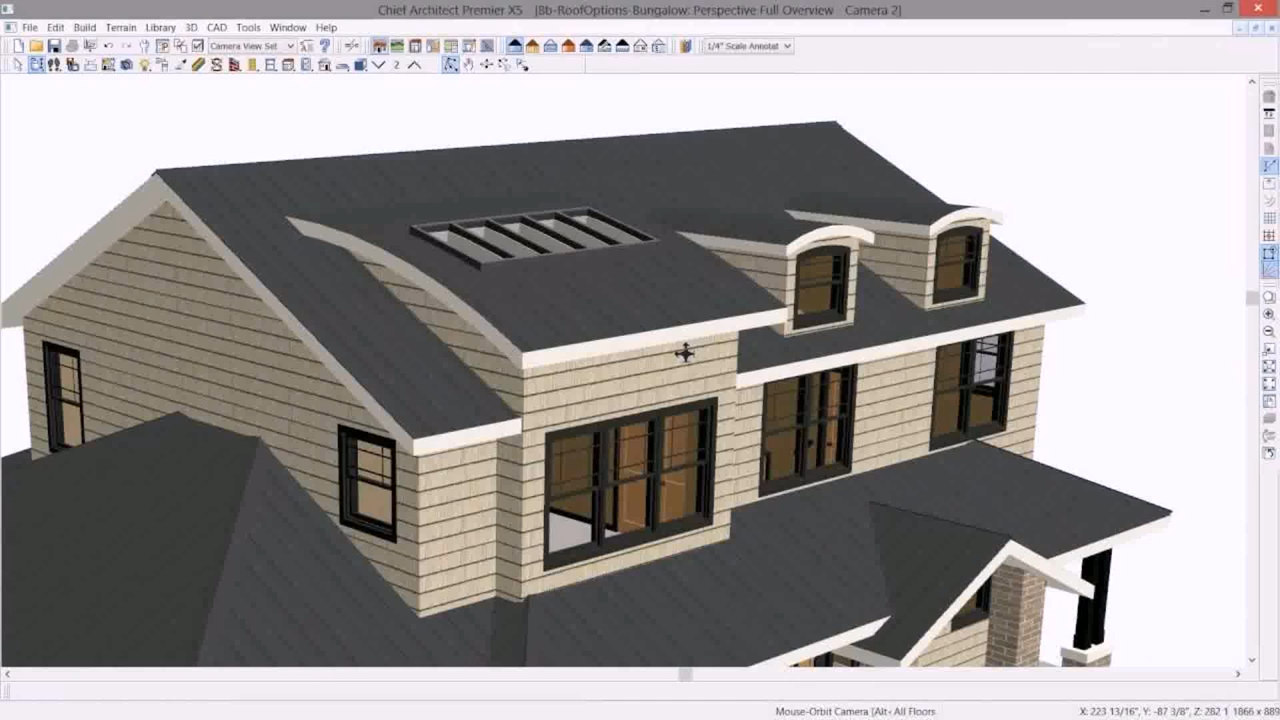 Chief Architect Premier X5 [Bb-RoofOptions-Bungalow: Perspective Full Overview Camera 2]
File Edit Build Terrain Library 3D CAD Tools Window Help
Camera View Set
1/4" Scale Annotat
2
Mouse-Orbit Camera [Alt< All Floors
X: 223 13/16", Y: -87 3/8", Z: 282 1 1866 x 889